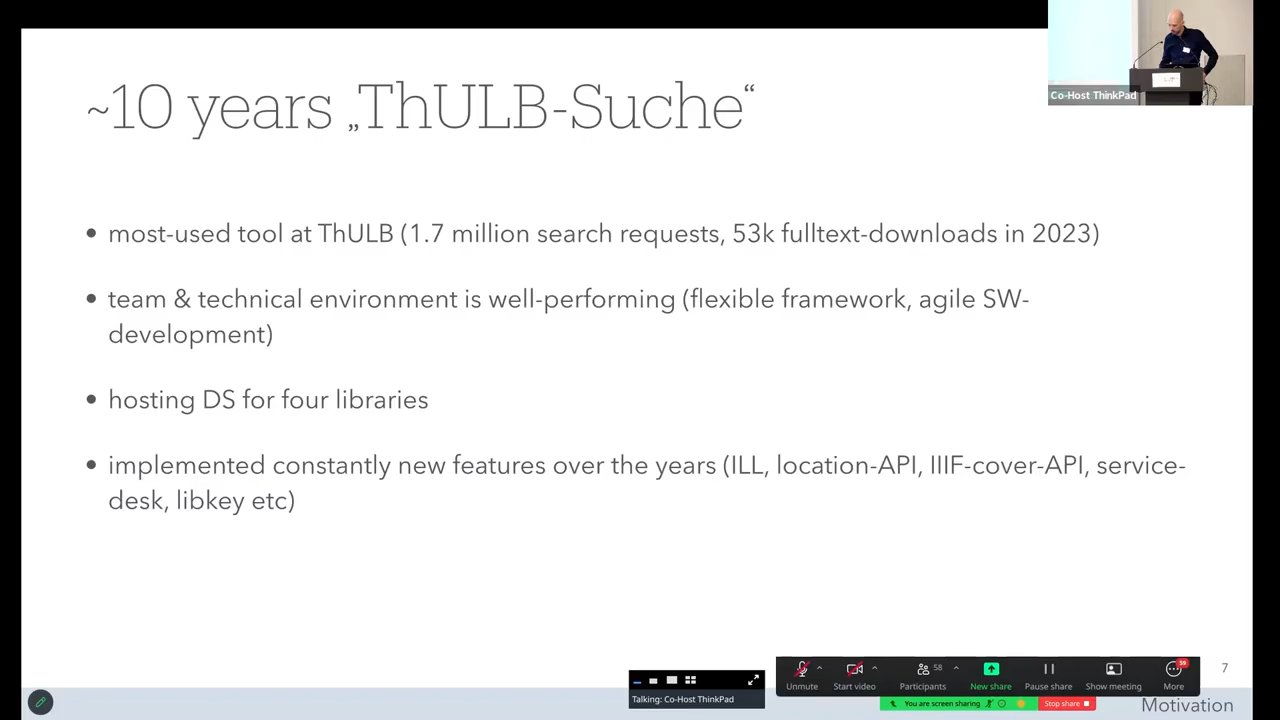 Co-Host ThinkPad
~10 years „ThULB-Suche“
• most-used tool at ThULB (1.7 million search requests, 53k fulltext-downloads in 2023)
• team & technical environment is well-performing (flexible framework, agile SW-
development)
• hosting DS for four libraries
• implemented constantly new features over the years (ILL, location-API, IIIF-cover-API, service-
desk, libkey etc)
Talking: Co-Host ThinkPad
58
59
Unmute
Start video
Participants
New share
Pause share
Show meeting
More
You are screen sharing
Stop share
7
Motivation